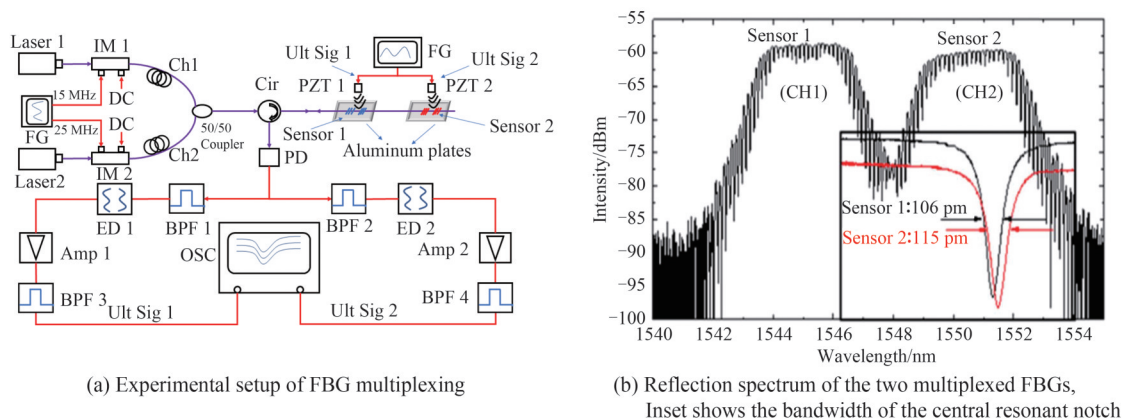 Laser 1
IM 1
Ch1
15 MHz
DC
FG
25 MHz
DC
Ch2
Laser2
IM 2
50/50
Coupler
Cir
PD
Ult Sig 1
FG
Ult Sig 2
PZT 1
PZT 2
Sensor 1
Sensor 2
Aluminum plates
ED 1
BPF 1
BPF 2
ED 2
Amp 1
OSC
Amp 2
BPF 3
BPF 4
Ult Sig 1
Ult Sig 2
(a) Experimental setup of FBG multiplexing
Intensity/dBm
−55
−60
−65
−70
−75
−80
−85
−90
−95
−100
Sensor 1
Sensor 2
(CH1)
(CH2)
Sensor 1:106 pm
Sensor 2:115 pm
1540
1542
1544
1546
1548
1550
1552
1554
Wavelength/nm
(b) Reflection spectrum of the two multiplexed FBGs,
Inset shows the bandwidth of the central resonant notch